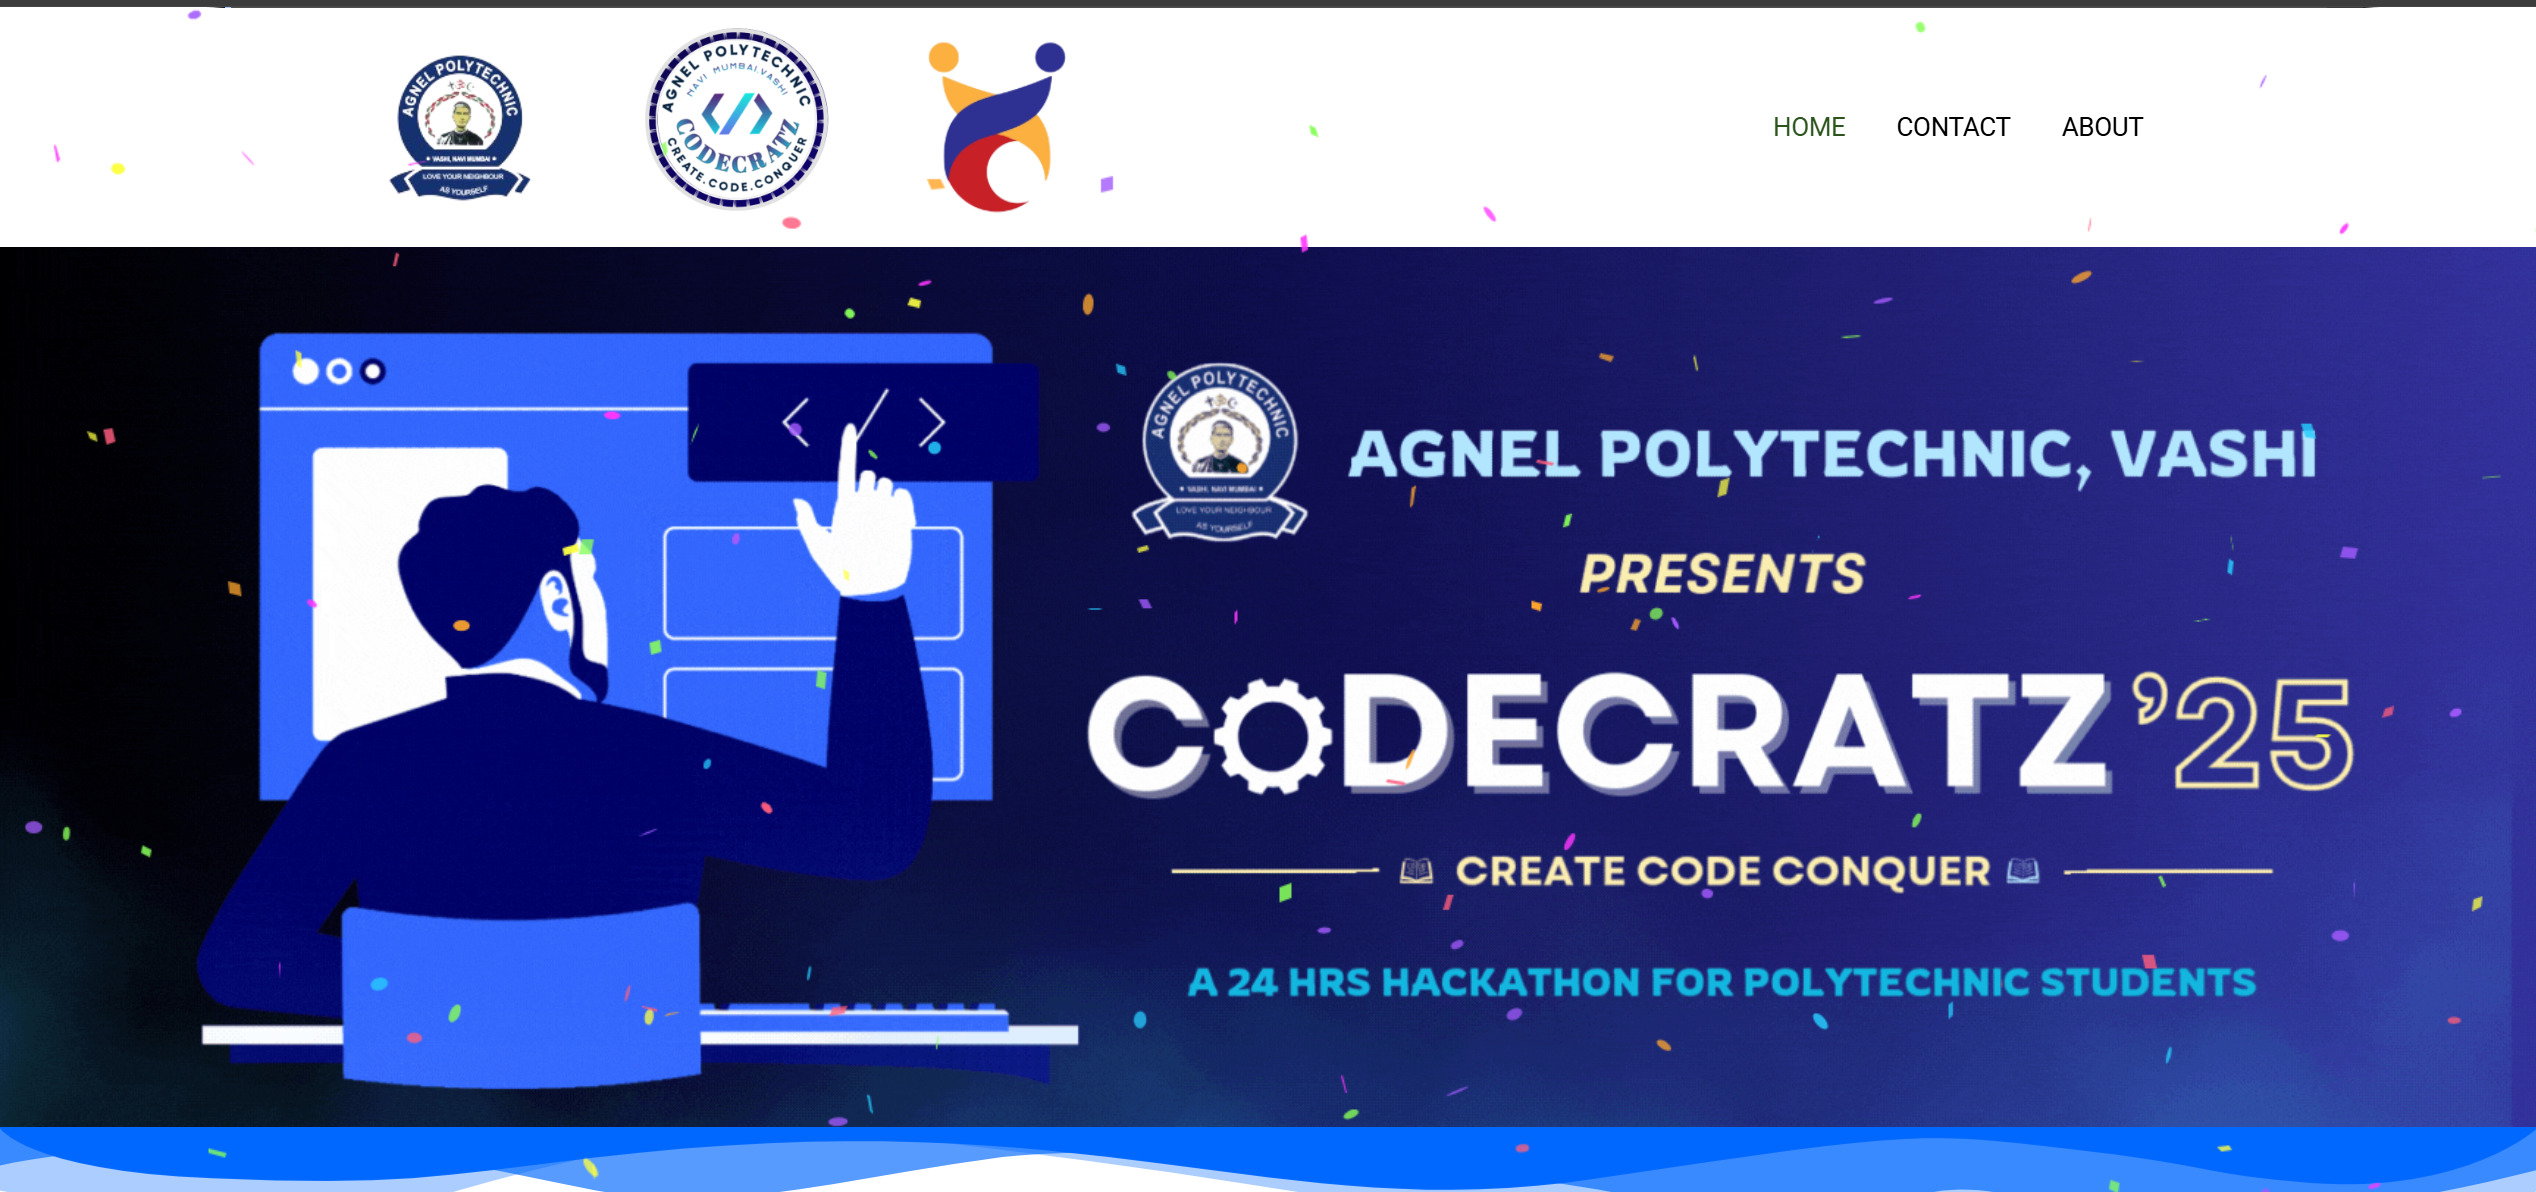 AGNEL POLYTECHNIC
VASHI, NAVI MUMBAI
LOVE YOUR NEIGHBOUR
AS YOURSELF
AGNEL POLYTECHNIC
NAVI MUMBAI,VASHI
</>
CODECRATZ
CREATE.CODE.CONQUER
HOME CONTACT ABOUT
< / >
AGNEL POLYTECHNIC
VASHI, NAVI MUMBAI
LOVE YOUR NEIGHBOUR
AS YOURSELF
AGNEL POLYTECHNIC, VASHI
PRESENTS
CODECRATZ '25
CREATE CODE CONQUER
A 24 HRS HACKATHON FOR POLYTECHNIC STUDENTS